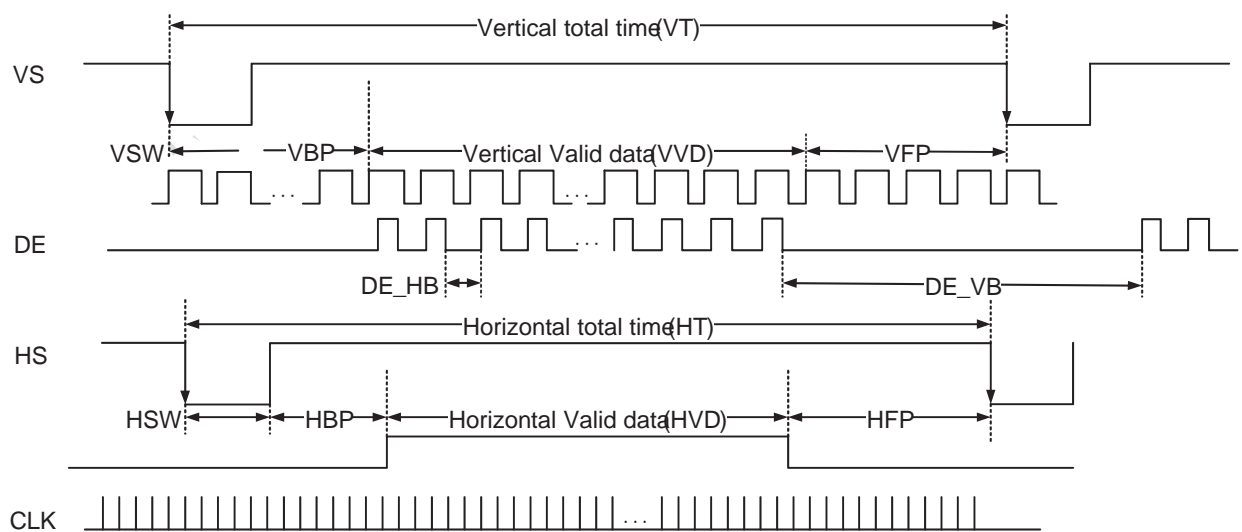 Vertical total time(VT)
VS
VSW VBP Vertical Valid data(VVD) VFP
...
...
DE
...
DE_HB DE_VB
Horizontal total time(HT)
HS
HSW HBP Horizontal Valid data(HVD) HFP
CLK
...